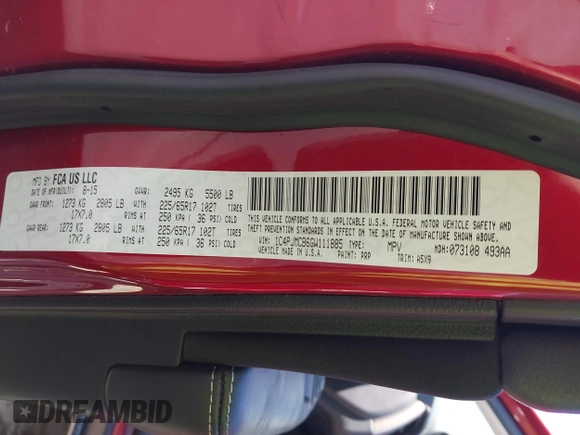 MFD BY FCA US LLC
DATE OF MFR(BUILT): 8-15 GVWR: 2495 KG 5500 LB
GAWR FRONT: 1273 KG 2805 LB WITH 225/65R17 102T TIRES
17X7.0 RIMS AT 250 KPA ( 36 PSI) COLD
GAWR REAR: 1273 KG 2805 LB WITH 225/65R17 102T TIRES
17X7.0 RIMS AT 250 KPA ( 36 PSI) COLD
THIS VEHICLE CONFORMS TO ALL APPLICABLE U.S.A. FEDERAL MOTOR VEHICLE SAFETY, BUMPER AND
THEFT PREVENTION STANDARDS IN EFFECT ON THE DATE OF MANUFACTURE SHOWN ABOVE.
VIN: 1C4PJMCB6GW111885 TYPE: MPV MDH: 073108 493AA
VEHICLE MADE IN U.S.A. PAINT: PRP TRIM: A5X9
DREAMBID